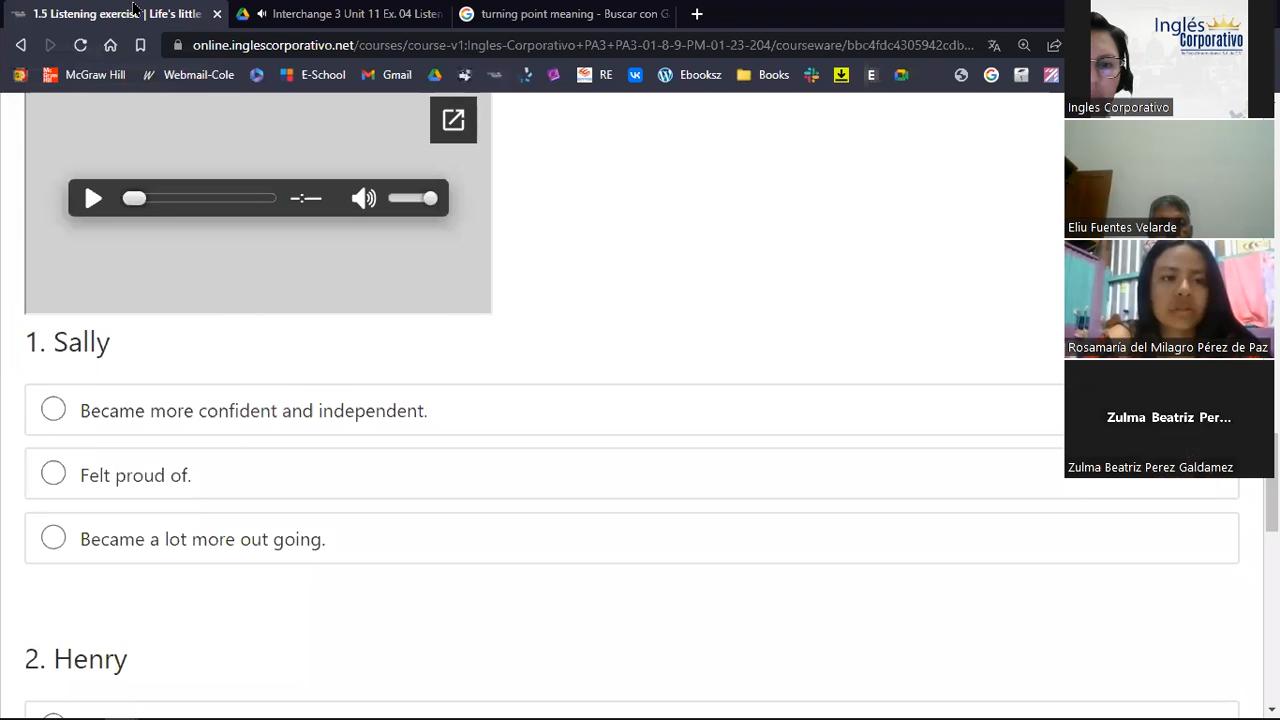 1.5 Listening exercise | Life's little
Interchange 3 Unit 11 Ex. 04 Listen
turning point meaning - Buscar con G
online.inglescorporativo.net/courses/course-v1:Ingles-Corporativo+PA3+PA3-01-8-9-PM-01-23-204/courseware/bbc4fdc4305942cdb...
McGraw Hill
Webmail-Cole
E-School
Gmail
RE
Ebooksz
Books
E
Inglés
Corporativo
Ingles Corporativo
Eliu Fuentes Velarde
Rosamaría del Milagro Pérez de Paz
Zulma Beatriz Per...
Zulma Beatriz Perez Galdamez
-:--
1. Sally
Became more confident and independent.
Felt proud of.
Became a lot more out going.
2. Henry